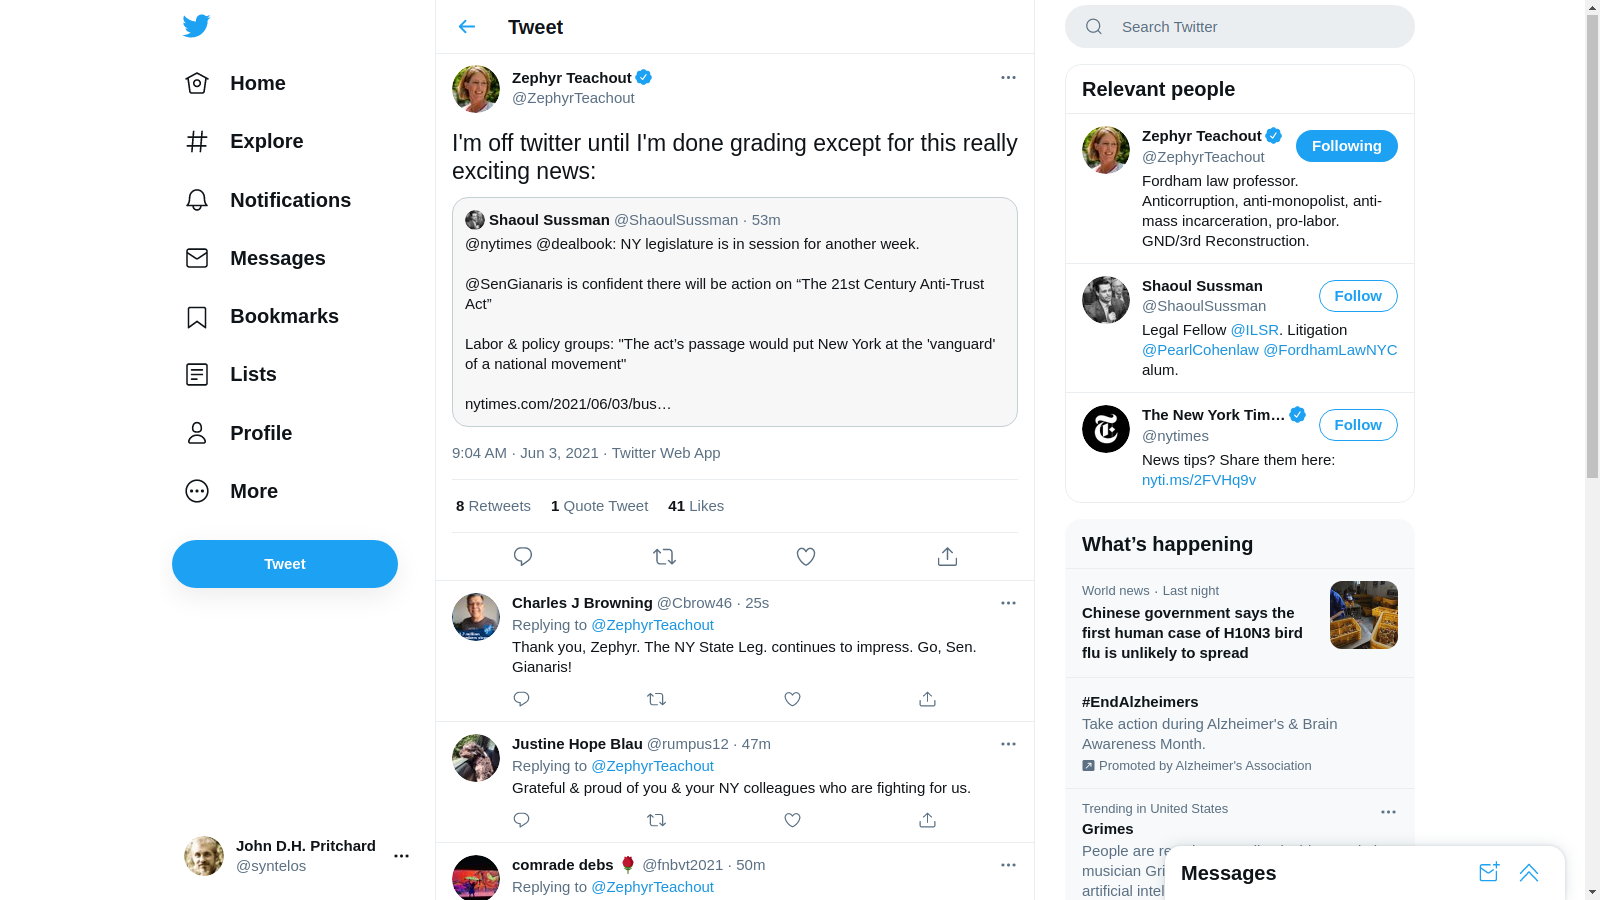 Home
Explore
Notifications
Messages
Bookmarks
Lists
Profile
More
Tweet
John D.H. Pritchard
@syntelos
Tweet
Zephyr Teachout
@ZephyrTeachout
I'm off twitter until I'm done grading except for this really
exciting news:
Shaoul Sussman @ShaoulSussman · 53m
@nytimes @dealbook: NY legislature is in session for another week.
@SenGianaris is confident there will be action on “The 21st Century Anti-Trust
Act”
Labor & policy groups: "The act’s passage would put New York at the 'vanguard'
of a national movement"
nytimes.com/2021/06/03/bus…
9:04 AM · Jun 3, 2021 · Twitter Web App
8 Retweets 1 Quote Tweet 41 Likes
Charles J Browning @Cbrow46 · 25s
Replying to @ZephyrTeachout
Thank you, Zephyr. The NY State Leg. continues to impress. Go, Sen.
Gianaris!
Justine Hope Blau @rumpus12 · 47m
Replying to @ZephyrTeachout
Grateful & proud of you & your NY colleagues who are fighting for us.
comrade debs 🌹 @fnbvt2021 · 50m
Replying to @ZephyrTeachout
Search Twitter
Relevant people
Zephyr Teachout
@ZephyrTeachout
Following
Fordham law professor.
Anticorruption, anti-monopolist, anti-
mass incarceration, pro-labor.
GND/3rd Reconstruction.
Shaoul Sussman
@ShaoulSussman
Follow
Legal Fellow @ILSR. Litigation
@PearlCohenlaw @FordhamLawNYC
alum.
The New York Tim…
@nytimes
Follow
News tips? Share them here:
nyti.ms/2FVHq9v
What’s happening
World news · Last night
Chinese government says the
first human case of H10N3 bird
flu is unlikely to spread
#EndAlzheimers
Take action during Alzheimer's & Brain
Awareness Month.
Promoted by Alzheimer's Association
Trending in United States
Grimes
People are
musician
artificial
Messages